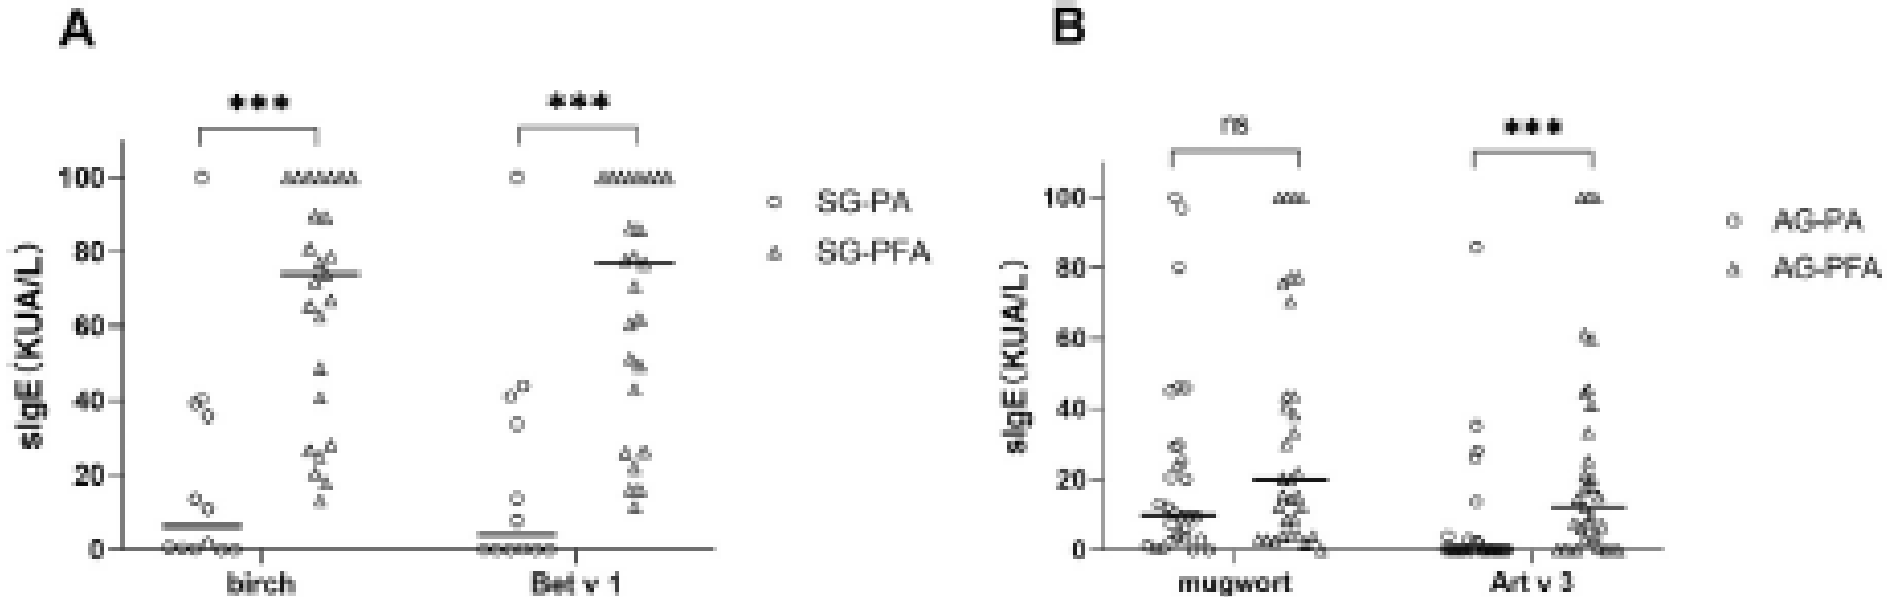 A
***
***
100
80
60
40
20
0
sIgE (KUA/L)
birch
Bet v 1
SG-PA
SG-PFA
B
ns
***
100
80
60
40
20
0
sIgE (KUA/L)
mugwort
Art v 3
AG-PA
AG-PFA